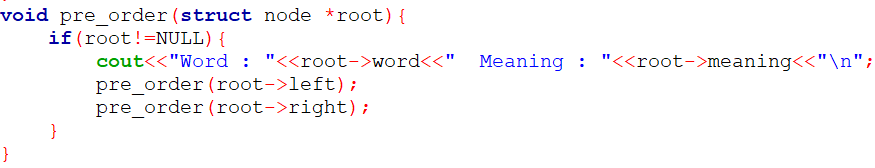 void pre_order(struct node *root){
    if(root!=NULL){
        cout<<"Word : "<<root->word<<"  Meaning : "<<root->meaning<<"\n";
        pre_order(root->left);
        pre_order(root->right);
    }
}